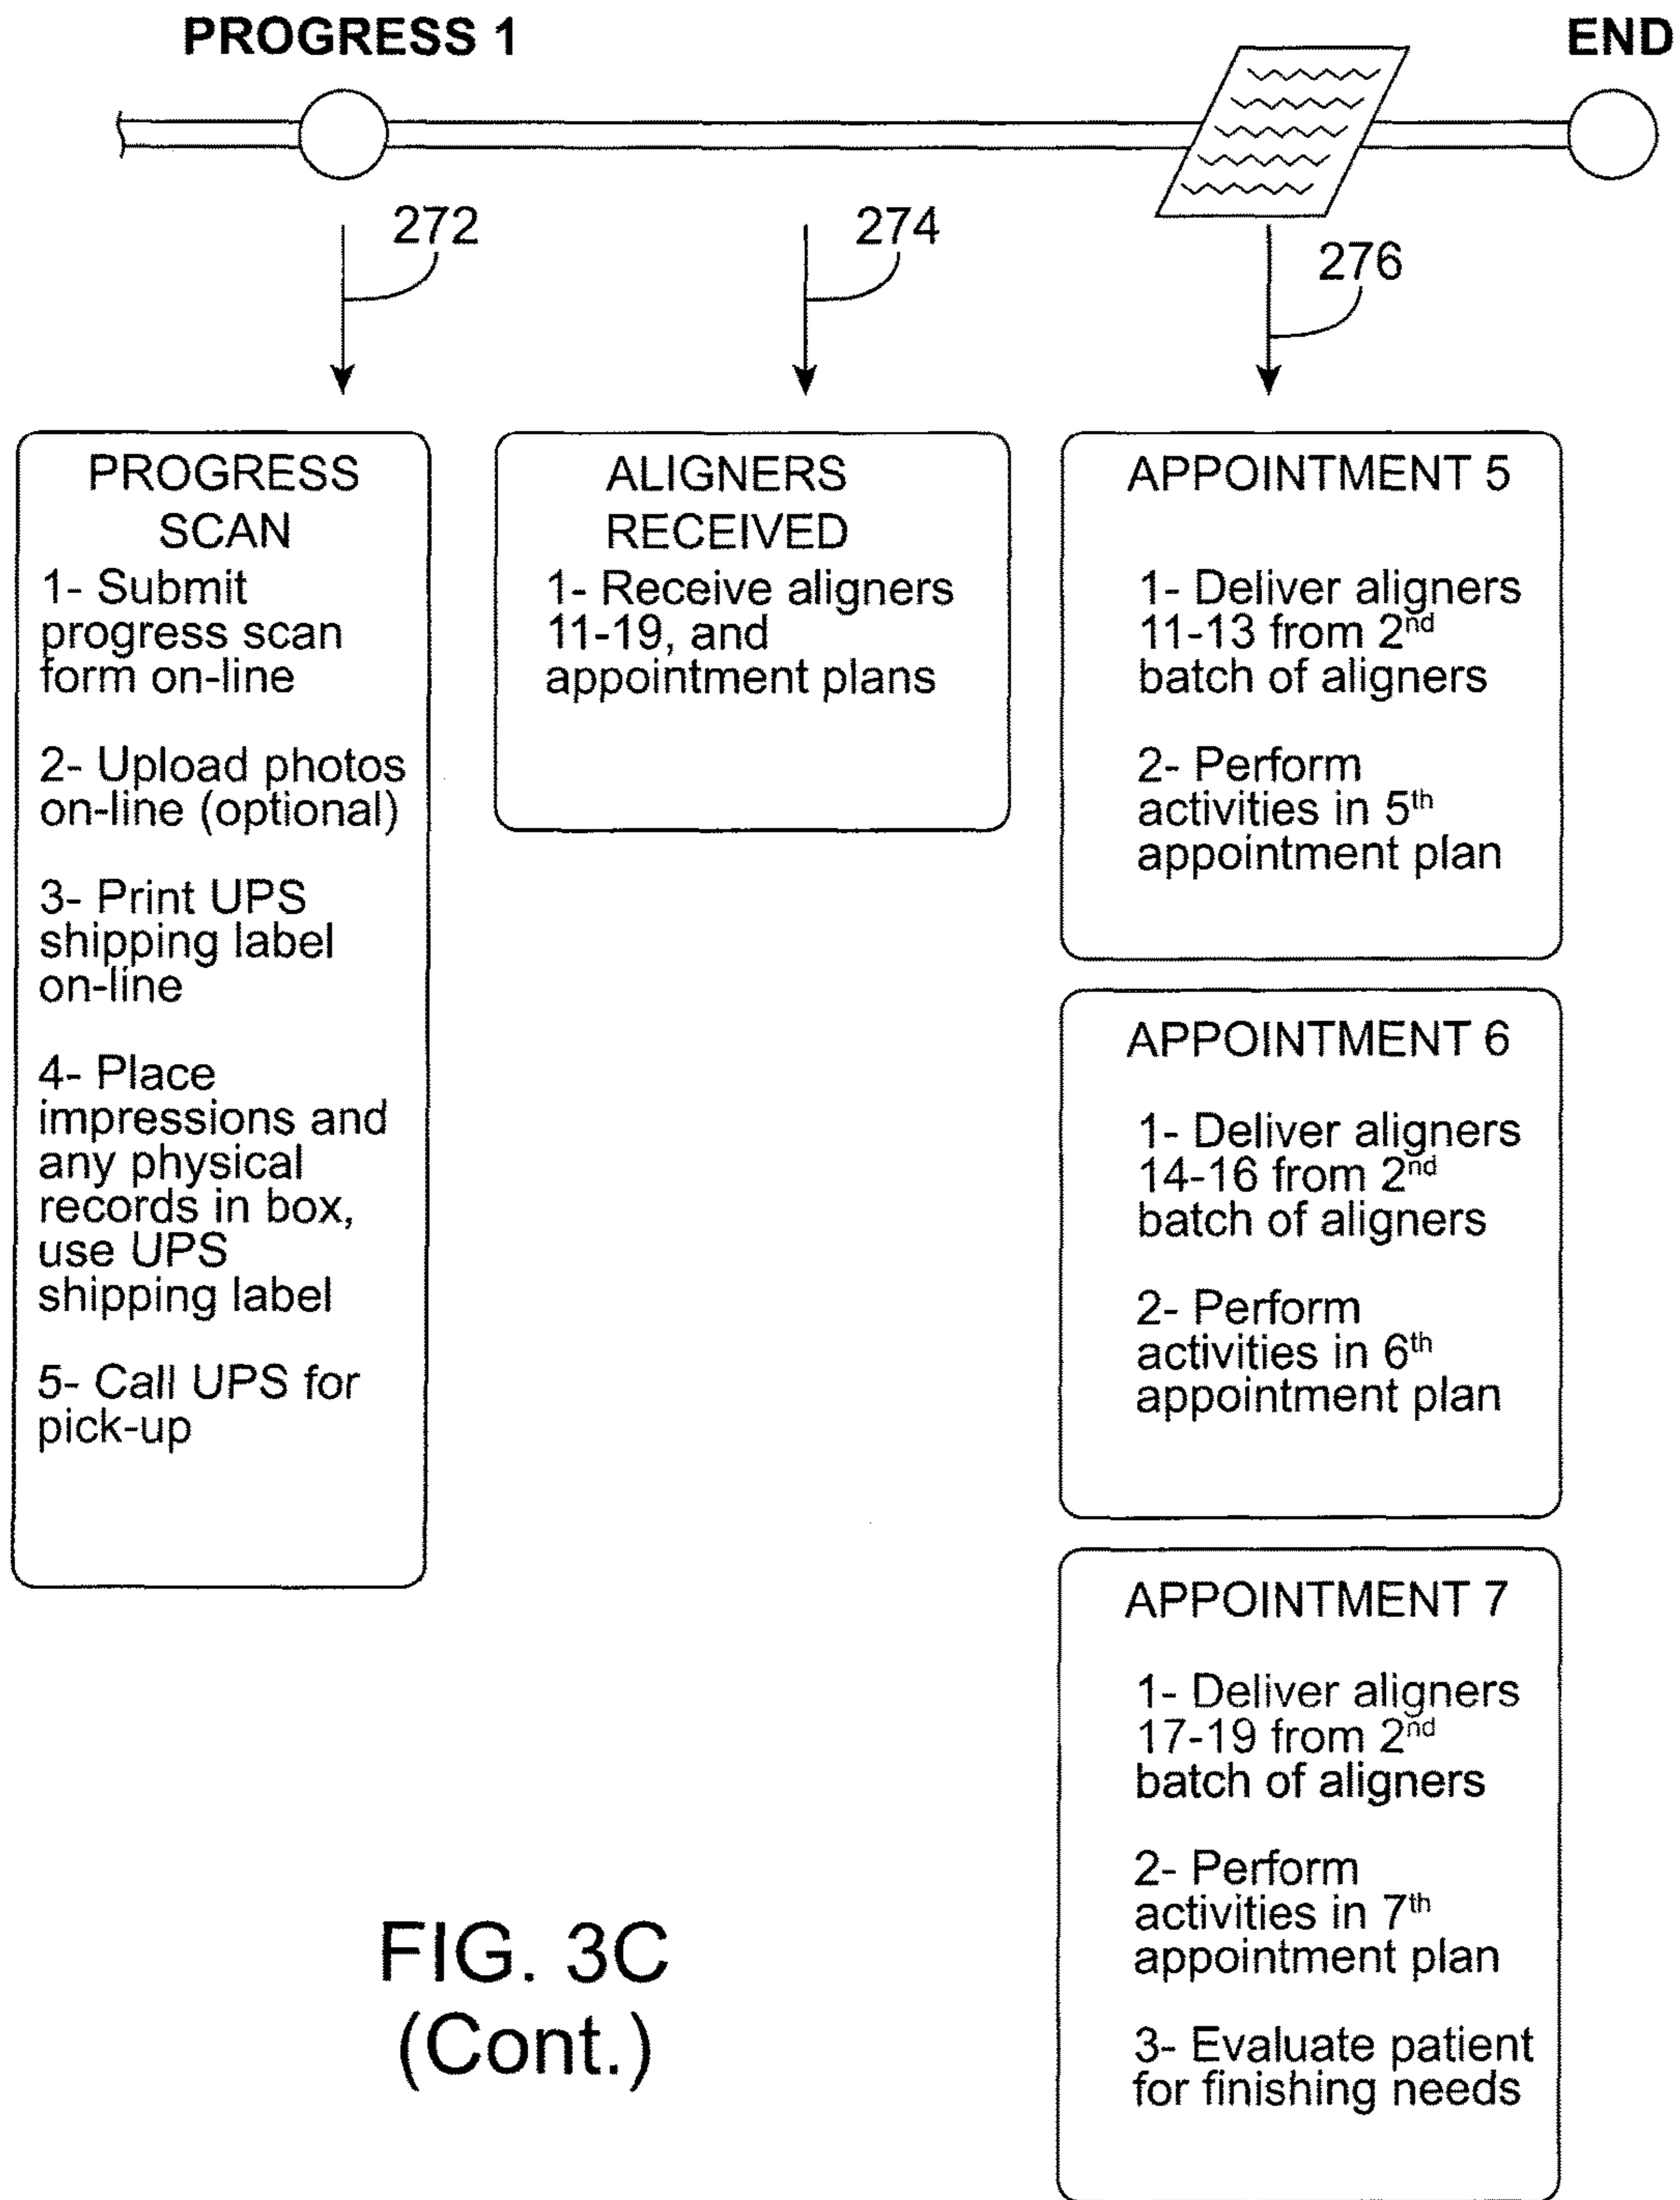 PROGRESS 1
END
272
274
276
PROGRESS
SCAN
1- Submit
progress scan
form on-line
2- Upload photos
on-line (optional)
3- Print UPS
shipping label
on-line
4- Place
impressions and
any physical
records in box,
use UPS
shipping label
5- Call UPS for
pick-up
ALIGNERS
RECEIVED
1- Receive aligners
11-19, and
appointment plans
APPOINTMENT 5
1- Deliver aligners
11-13 from 2nd
batch of aligners
2- Perform
activities in 5th
appointment plan
APPOINTMENT 6
1- Deliver aligners
14-16 from 2nd
batch of aligners
2- Perform
activities in 6th
appointment plan
APPOINTMENT 7
1- Deliver aligners
17-19 from 2nd
batch of aligners
2- Perform
activities in 7th
appointment plan
3- Evaluate patient
for finishing needs
FIG. 3C
(Cont.)